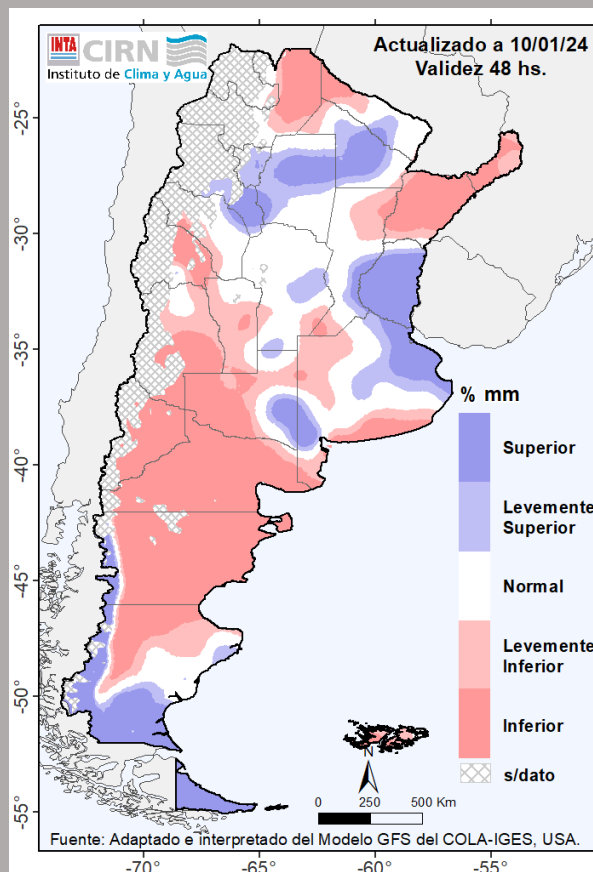 INTA
CIRN
Instituto de Clima y Agua
Actualizado a 10/01/24
Validez 48 hs.
-25°
-30°
-35°
-40°
-45°
-50°
-55°
% mm
Superior
Levemente
Superior
Normal
Levemente
Inferior
Inferior
s/dato
N
0 250 500 Km
Fuente: Adaptado e interpretado del Modelo GFS del COLA-IGES, USA.
-70° -65° -60° -55°